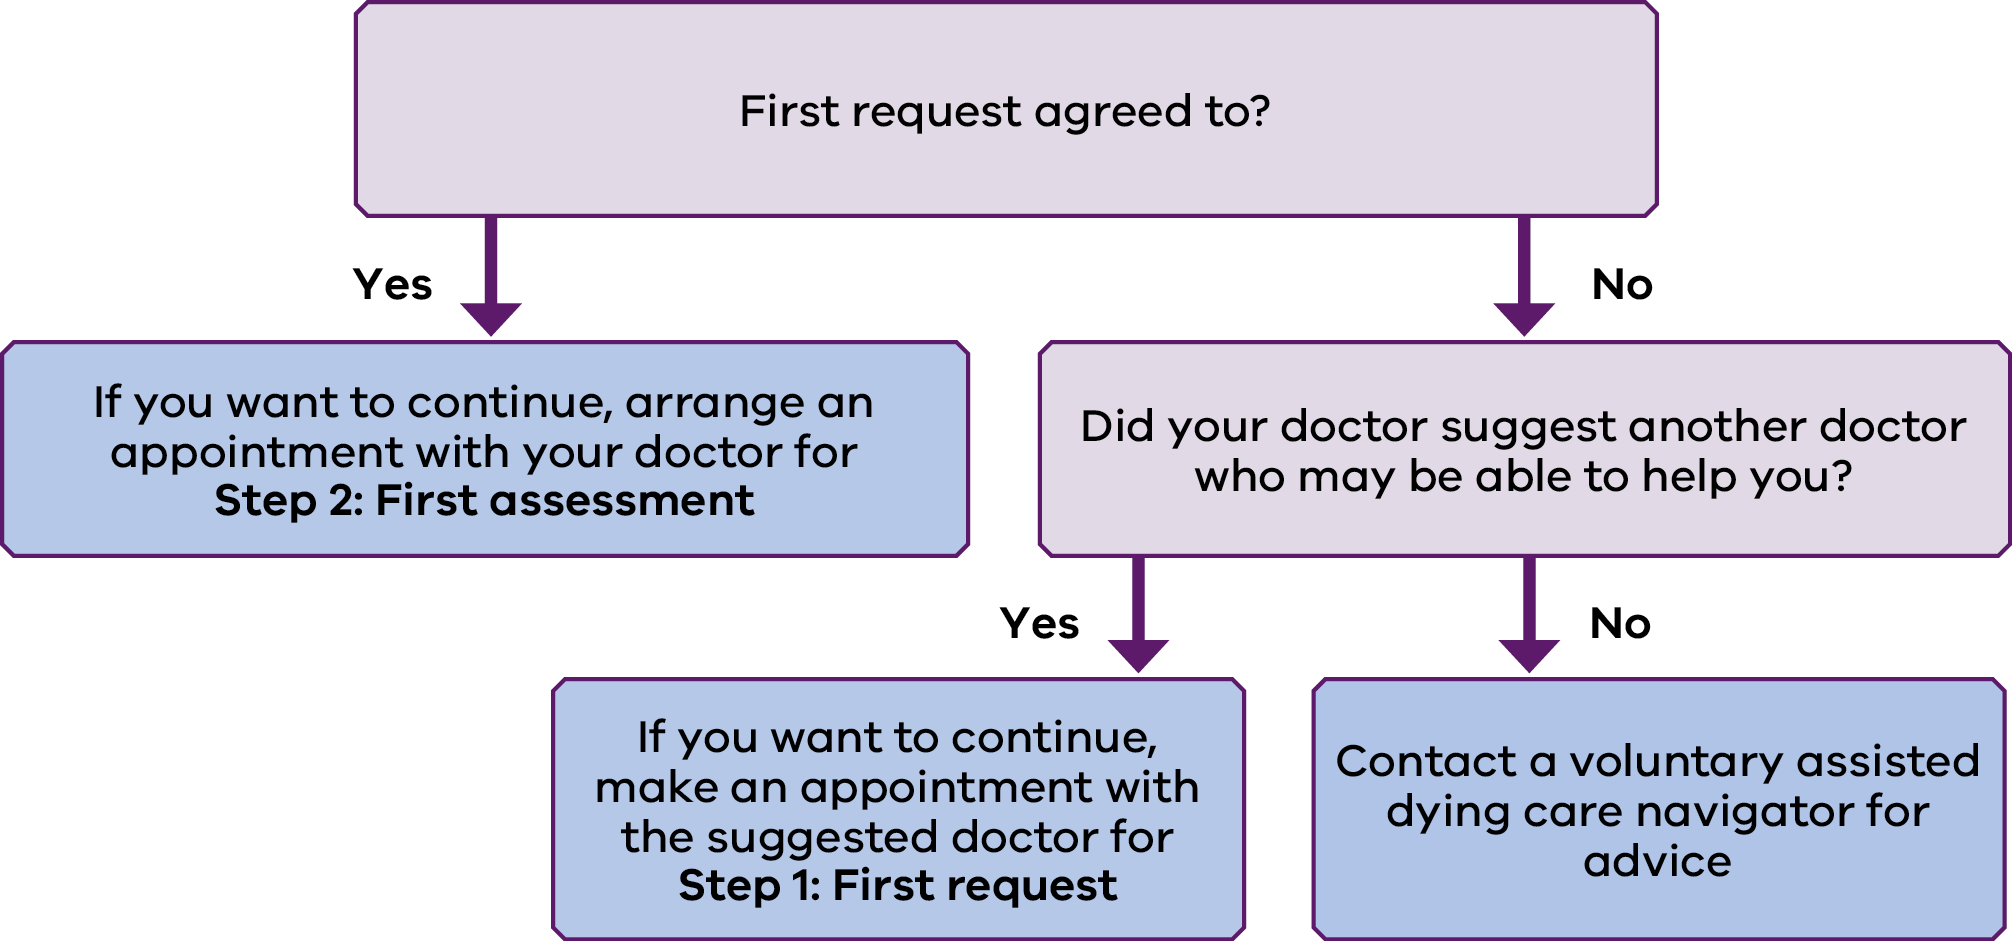 First request agreed to?
Yes
No
If you want to continue, arrange an
appointment with your doctor for
Step 2: First assessment
Did your doctor suggest another doctor
who may be able to help you?
Yes
No
If you want to continue,
make an appointment with
the suggested doctor for
Step 1: First request
Contact a voluntary assisted
dying care navigator for
advice